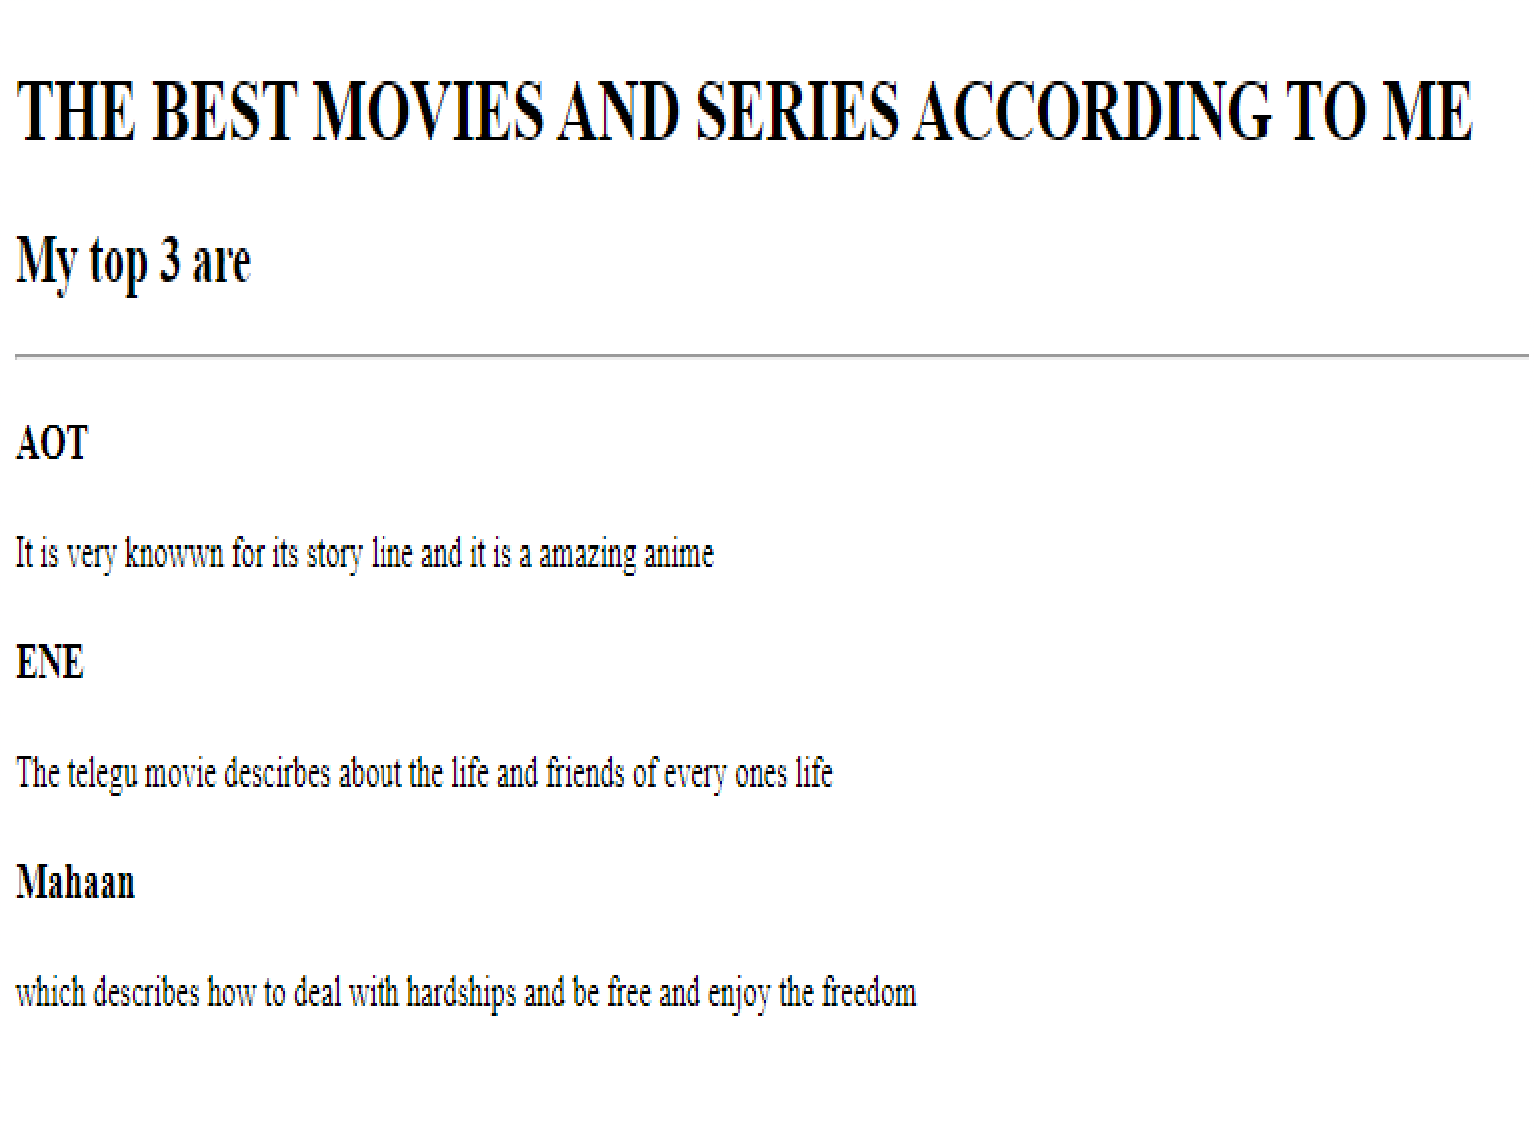 THE BEST MOVIES AND SERIES ACCORDING TO ME
My top 3 are
AOT
It is very knowwn for its story line and it is a amazing anime
ENE
The telegu movie descirbes about the life and friends of every ones life
Mahaan
which describes how to deal with hardships and be free and enjoy the freedom